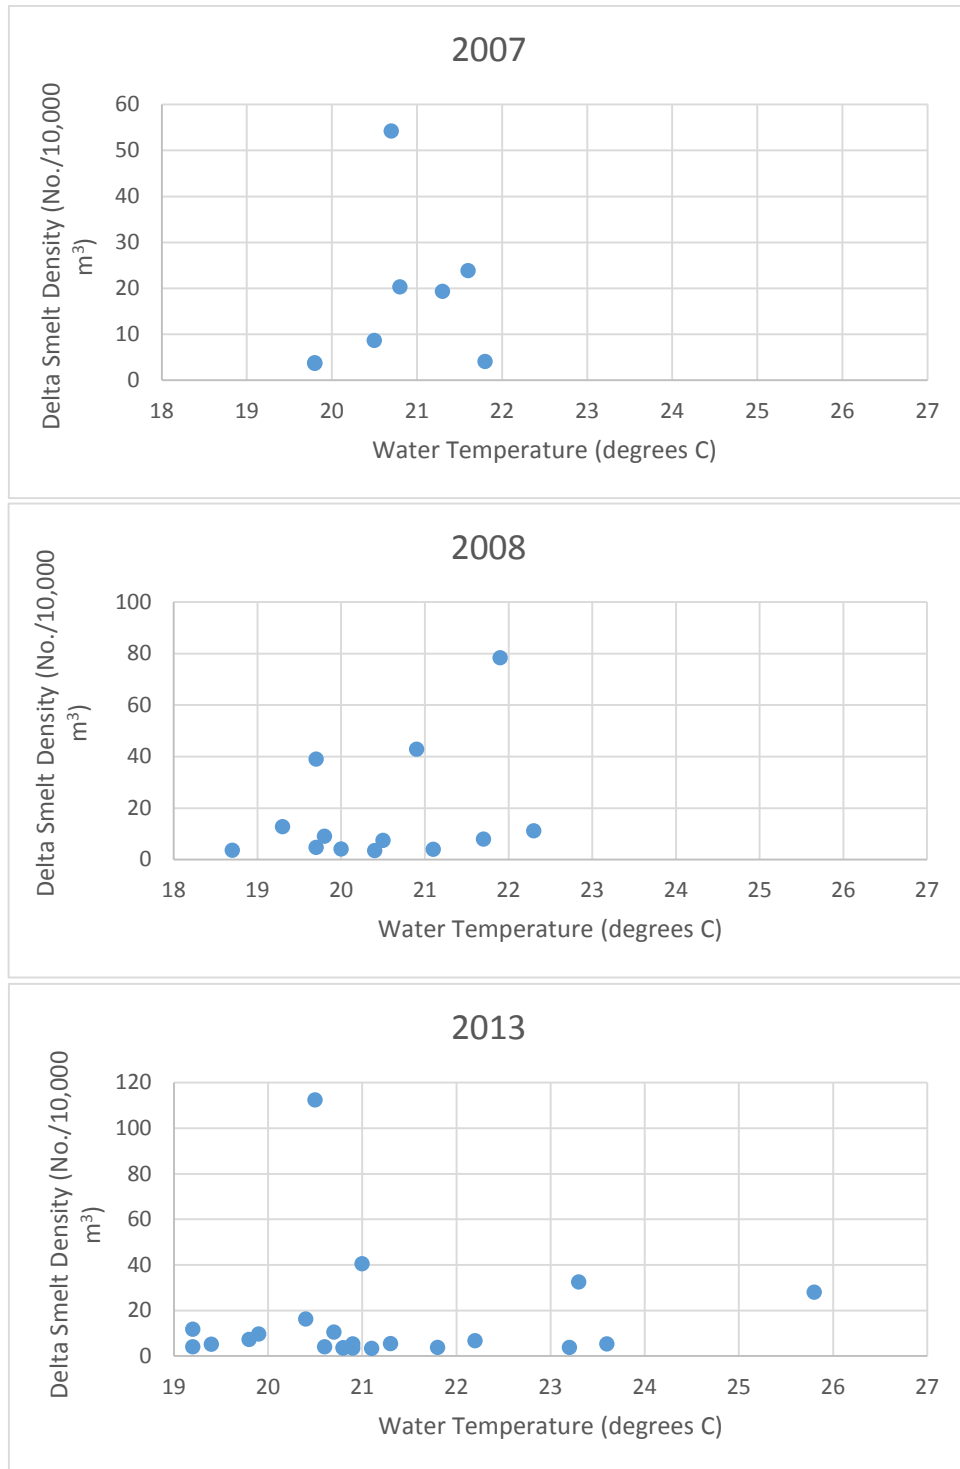 2007
Delta Smelt Density (No./10,000
m³)
60
50
40
30
20
10
0
18 19 20 21 22 23 24 25 26 27
Water Temperature (degrees C)
2008
Delta Smelt Density (No./10,000
m³)
100
80
60
40
20
0
18 19 20 21 22 23 24 25 26 27
Water Temperature (degrees C)
2013
Delta Smelt Density (No./10,000
m³)
120
100
80
60
40
20
0
19 20 21 22 23 24 25 26 27
Water Temperature (degrees C)